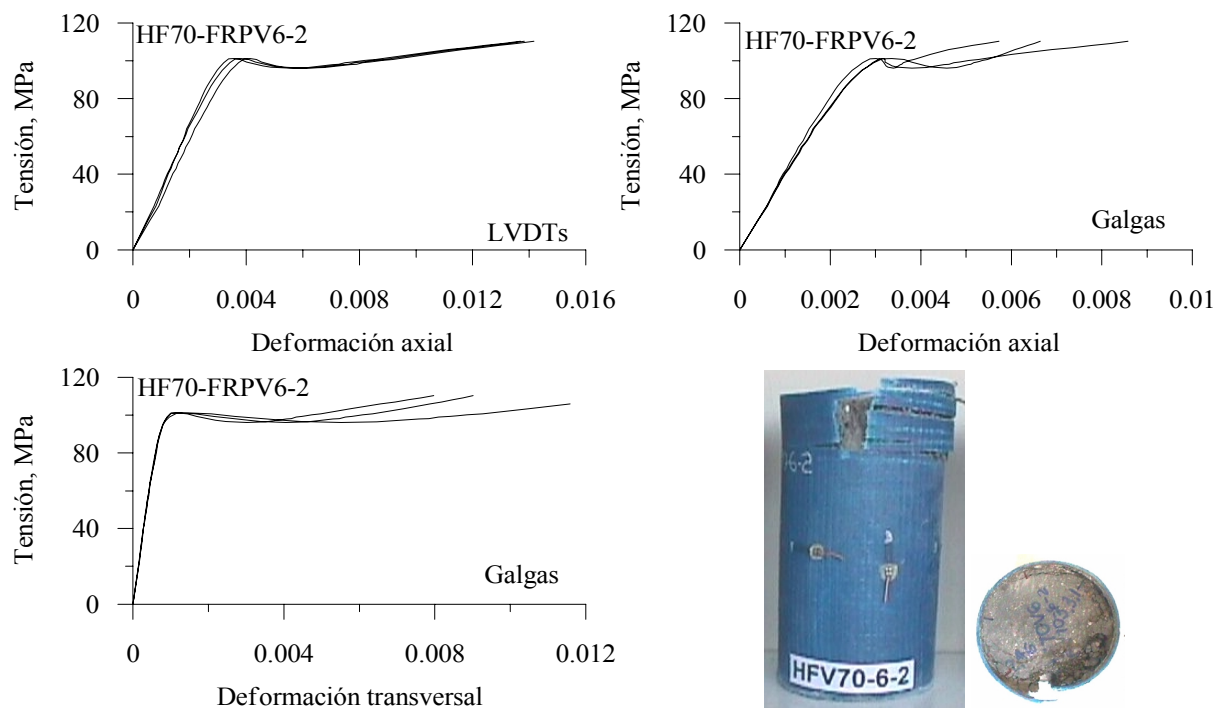 120
80
40
0
Tensión, MPa
HF70-FRPV6-2
LVDTs
0 0.004 0.008 0.012 0.016
Deformación axial
120
80
40
0
Tensión, MPa
HF70-FRPV6-2
Galgas
0 0.002 0.004 0.006 0.008 0.01
Deformación axial
120
80
40
0
Tensión, MPa
HF70-FRPV6-2
Galgas
0 0.004 0.008 0.012
Deformación transversal
HFV70-6-2